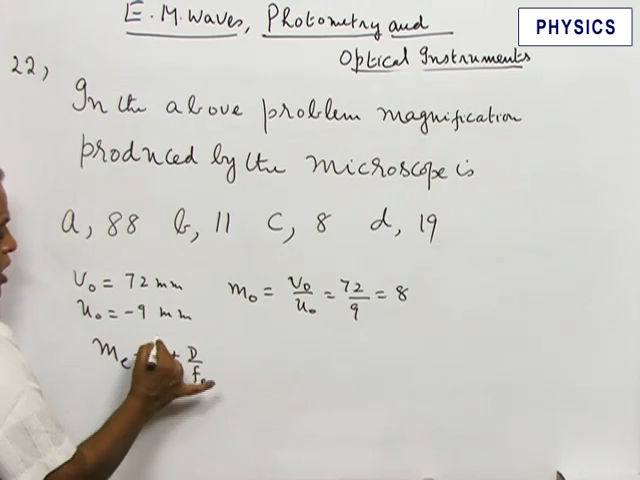 E.M.Waves, Photometry and
PHYSICS
Optical Instruments
22,
In the above problem magnification
produced by the microscope is
a, 88 b, 11 c, 8 d, 19
V₀ = 72 mm
u₀ = -9 mm
m₀ = V₀/u₀ = 72/9 = 8
mₑ = + D/fₑ